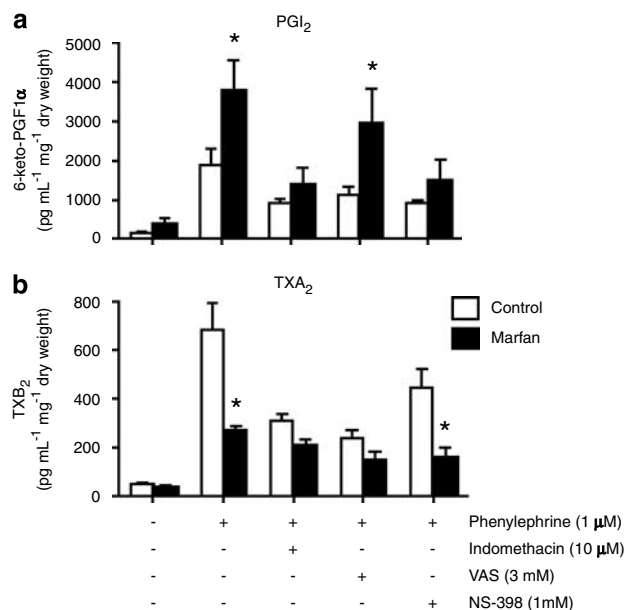 a
PGI2
6-keto-PGF1α
(pg mL-1 mg-1 dry weight)
5000
4000
3000
2000
1000
0
*
*
b
TXA2
TXB2
(pg mL-1 mg-1 dry weight)
800
600
400
200
0
*
*
Control
Marfan
- + + + + Phenylephrine (1 μM)
- - + - - Indomethacin (10 μM)
- - - + - VAS (3 mM)
- - - - + NS-398 (1mM)